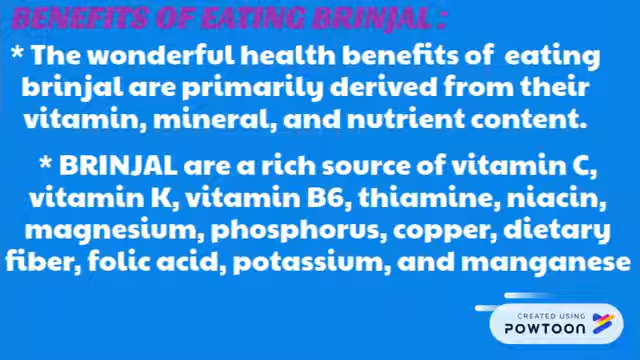 BENEFITS OF EATING BRINJAL :
* The wonderful health benefits of eating
brinjal are primarily derived from their
vitamin, mineral, and nutrient content.
* BRINJAL are a rich source of vitamin C,
vitamin K, vitamin B6, thiamine, niacin,
magnesium, phosphorus, copper, dietary
fiber, folic acid, potassium, and manganese
CREATED USING
POWTOON